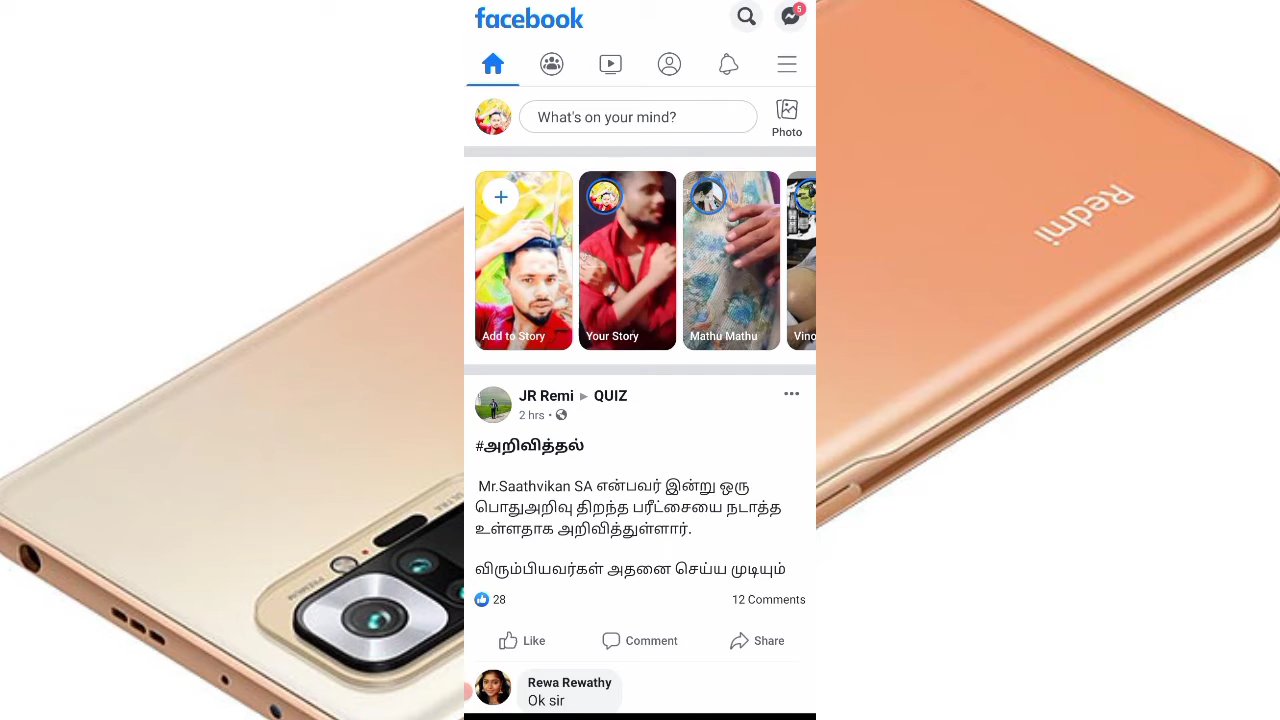 facebook
5
What's on your mind?
Photo
Add to Story
Your Story
Mathu Mathu
Vino
JR Remi ▸ QUIZ
2 hrs •
#அறிவித்தல்
Mr.Saathvikan SA என்பவர் இன்று ஒரு
பொதுஅறிவு திறந்த பரீட்சையை நடாத்த
உள்ளதாக அறிவித்துள்ளார்.
விரும்பியவர்கள் அதனை செய்ய முடியும்
28
12 Comments
Like
Comment
Share
Rewa Rewathy
Ok sir
Redmi
ULTRA
PREMIUM